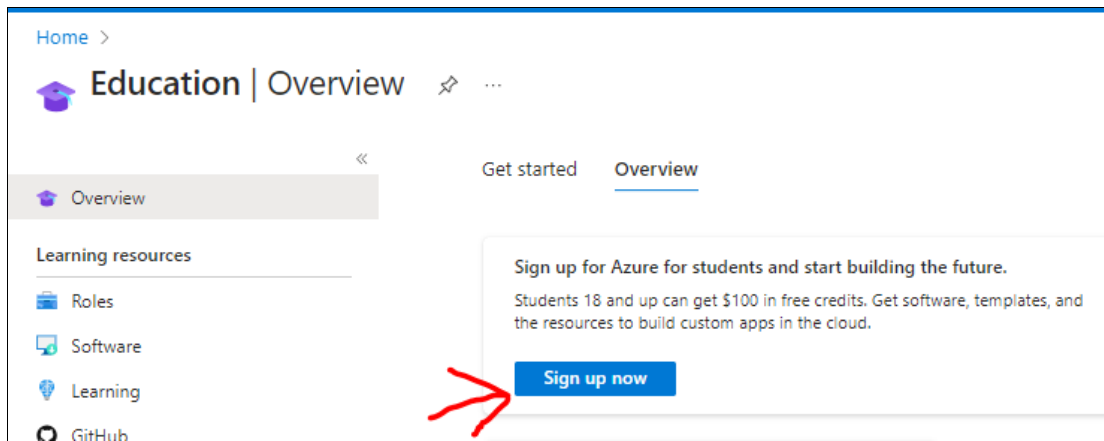 Home >
Education | Overview ...
«
Get started Overview
Overview
Learning resources
Roles
Software
Learning
GitHub
Sign up for Azure for students and start building the future.
Students 18 and up can get $100 in free credits. Get software, templates, and
the resources to build custom apps in the cloud.
Sign up now